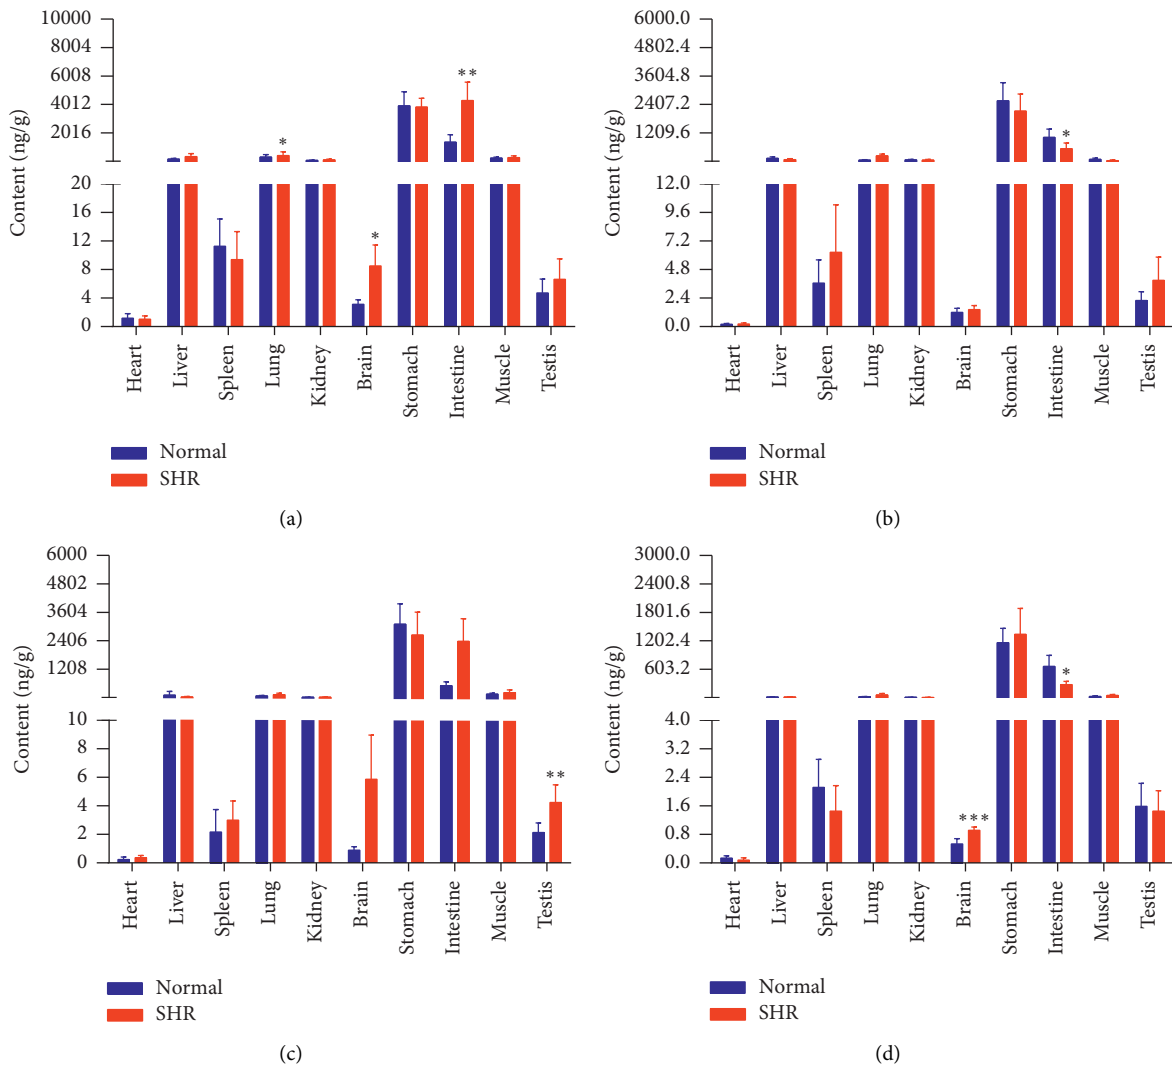 10000
8004
6008
4012
2016
20
16
12
8
4
0
Content (ng/g)
* ** *
Heart Liver Spleen Lung Kidney Brain Stomach Intestine Muscle Testis
Normal
SHR
(a)
6000.0
4802.4
3604.8
2407.2
1209.6
12.0
9.6
7.2
4.8
2.4
0.0
Content (ng/g)
*
Heart Liver Spleen Lung Kidney Brain Stomach Intestine Muscle Testis
Normal
SHR
(b)
6000
4802
3604
2406
1208
10
8
6
4
2
0
Content (ng/g)
**
Heart Liver Spleen Lung Kidney Brain Stomach Intestine Muscle Testis
Normal
SHR
(c)
3000.0
2400.8
1801.6
1202.4
603.2
4.0
3.2
2.4
1.6
0.8
0.0
Content (ng/g)
* ***
Heart Liver Spleen Lung Kidney Brain Stomach Intestine Muscle Testis
Normal
SHR
(d)